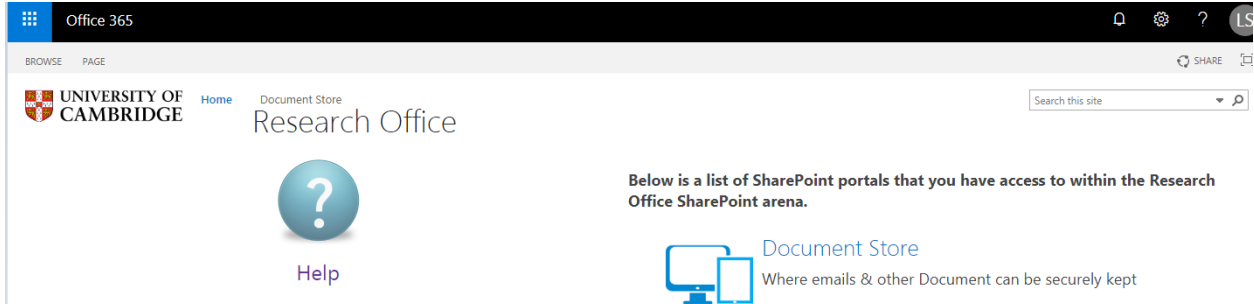 Office 365
?
LS
BROWSE PAGE
SHARE
UNIVERSITY OF
CAMBRIDGE
Home Document Store
Research Office
Search this site
?
Help
Below is a list of SharePoint portals that you have access to within the Research
Office SharePoint arena.
Document Store
Where emails & other Document can be securely kept